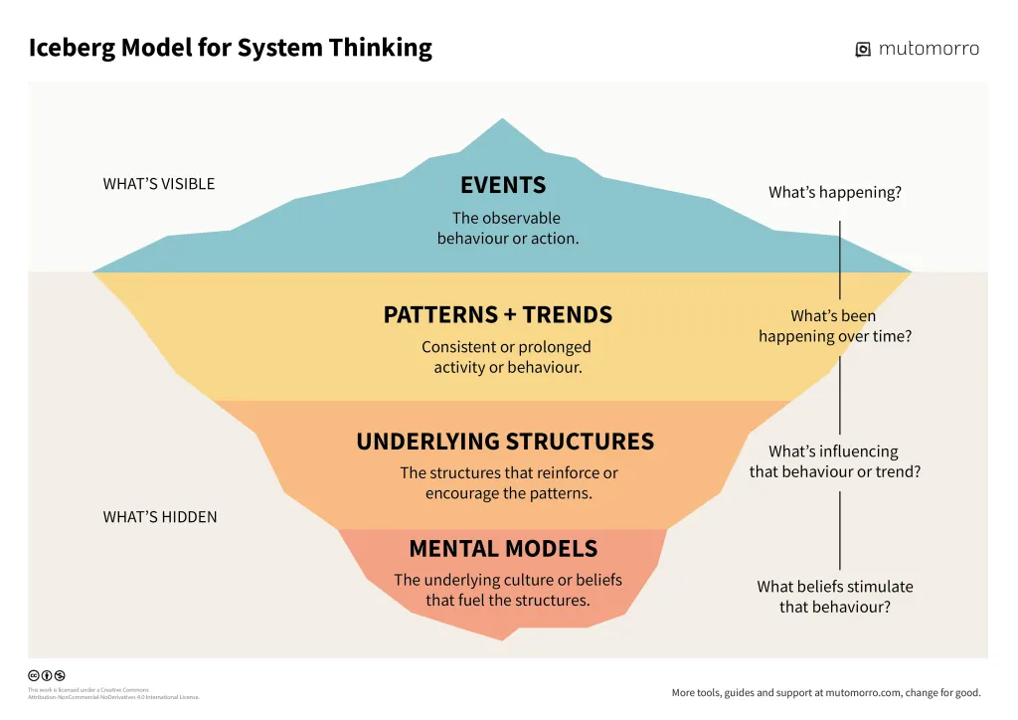 Iceberg Model for System Thinking
mutomorro
WHAT'S VISIBLE
EVENTS
The observable
behaviour or action.
What's happening?
PATTERNS + TRENDS
Consistent or prolonged
activity or behaviour.
What's been
happening over time?
UNDERLYING STRUCTURES
The structures that reinforce or
encourage the patterns.
What's influencing
that behaviour or trend?
WHAT'S HIDDEN
MENTAL MODELS
The underlying culture or beliefs
that fuel the structures.
What beliefs stimulate
that behaviour?
cc
This work is licensed under a Creative Commons
Attribution-NonCommercial-NoDerivatives 4.0 International License.
More tools, guides and support at mutomorro.com, change for good.